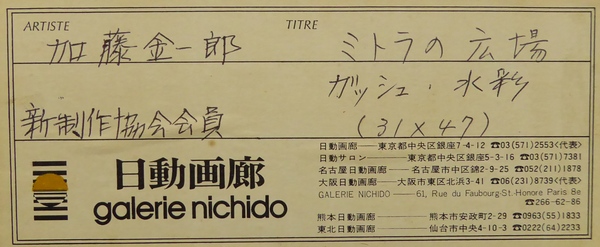 ARTISTE
TITRE
加藤金一郎
ミトラの広場
ガッシュ・水彩
新制作協会会員
(31×47)
日動画廊
galerie nichido
日動画廊──東京都中央区銀座7-4-12 ☎03(571)2553<代表>
日動サロン──東京都中央区銀座5-3-16 ☎03(571)7381
名古屋日動画廊──名古屋市中区錦2-9-25 ☎052(211)1878
大阪日動画廊──大阪市東区北浜3-41 ☎06(231)8739<代表>
GALERIE NICHIDO──61, Rue du Faubourg-St-Honore Paris 8e
☎266-62-86
熊本日動画廊──熊本市安政町2-29 ☎0963(55)1833
東北日動画廊──仙台市中央4-10-3 ☎0222(64)2233